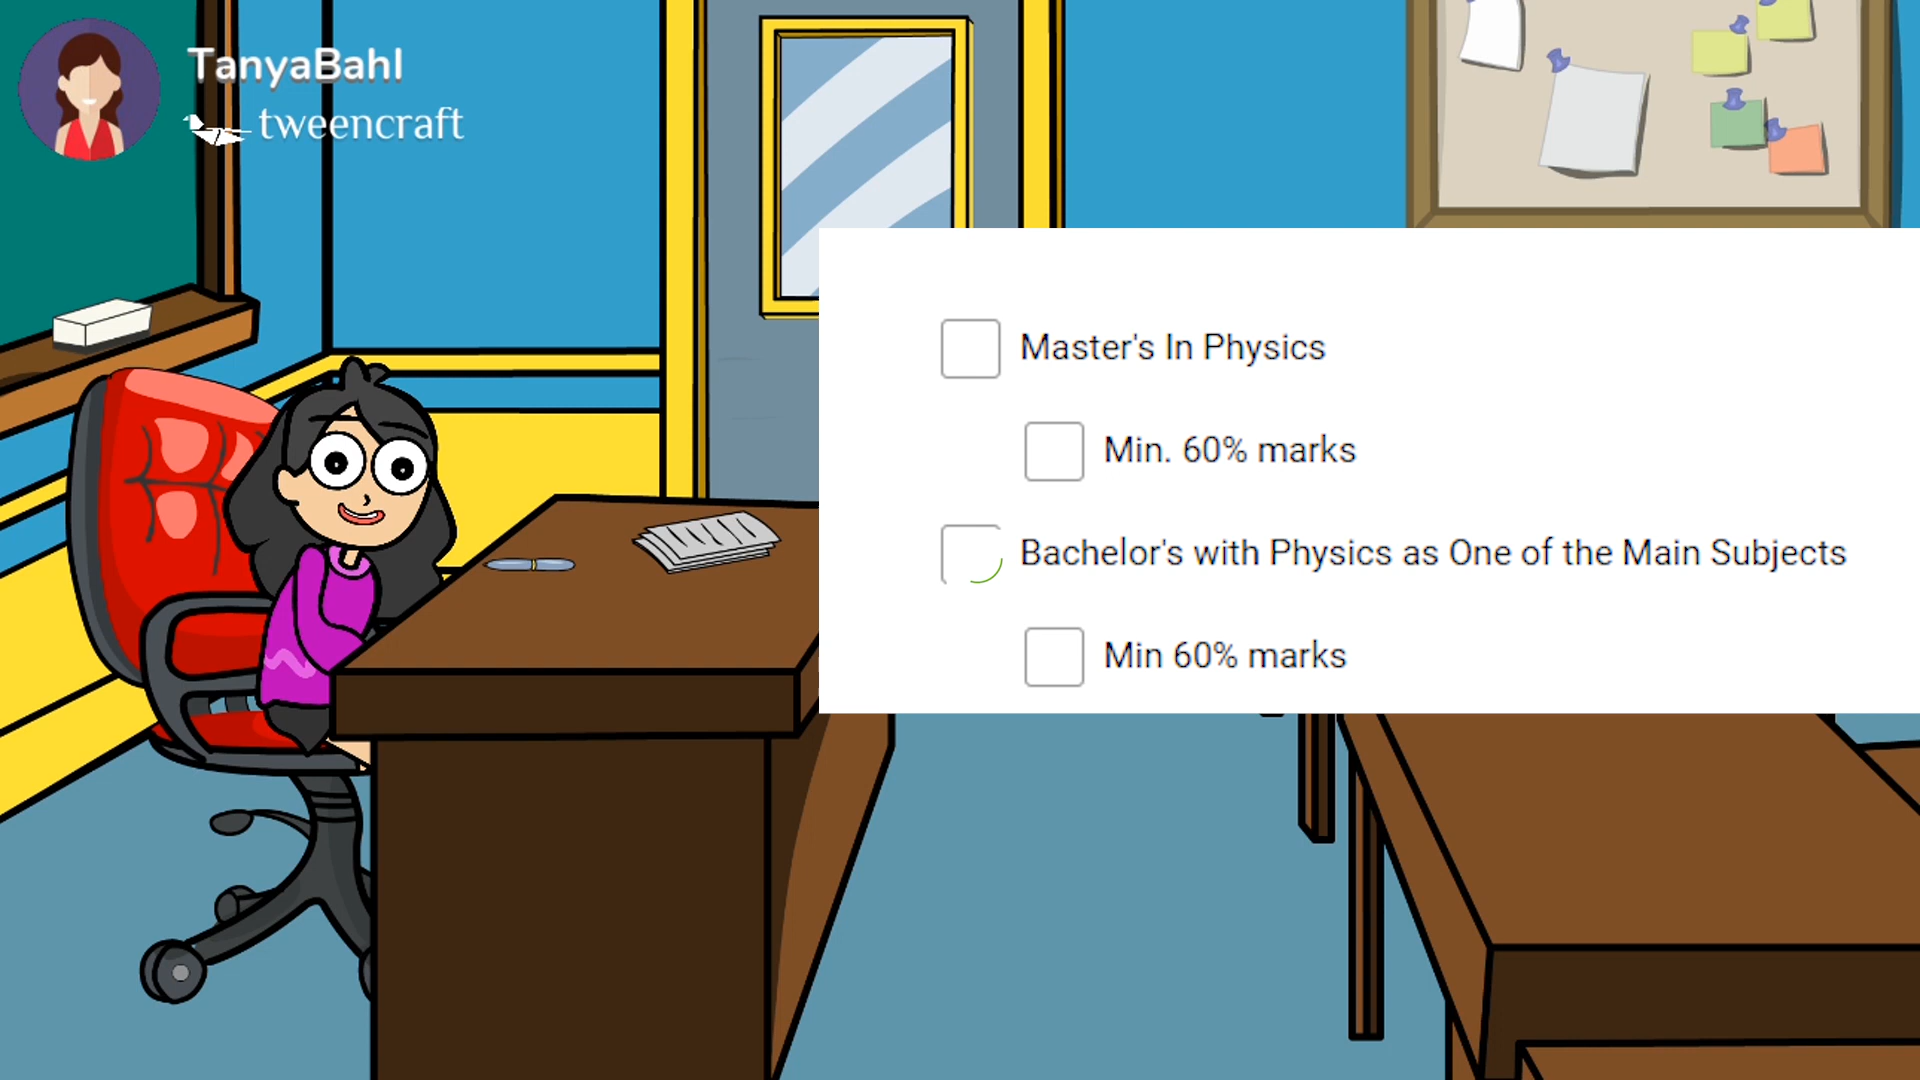 TanyaBahl
tweencraft
Master's In Physics
Min. 60% marks
Bachelor's with Physics as One of the Main Subjects
Min 60% marks